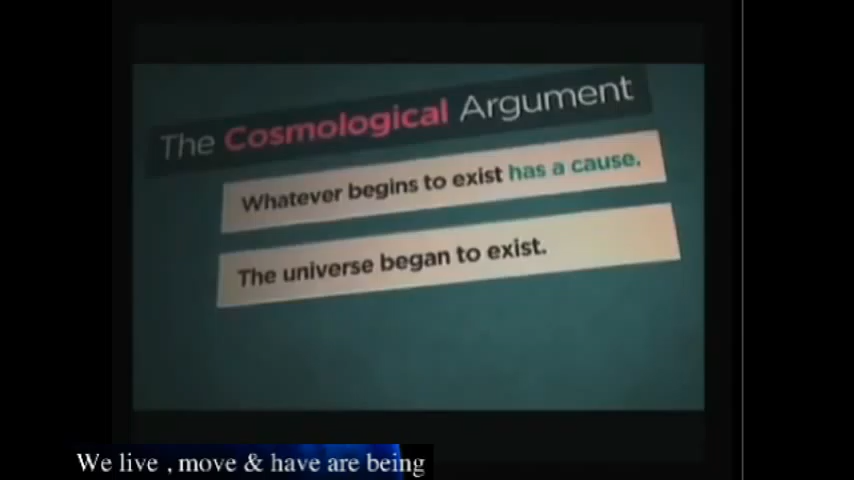 The Cosmological Argument
Whatever begins to exist has a cause.
The universe began to exist.
We live , move & have are being